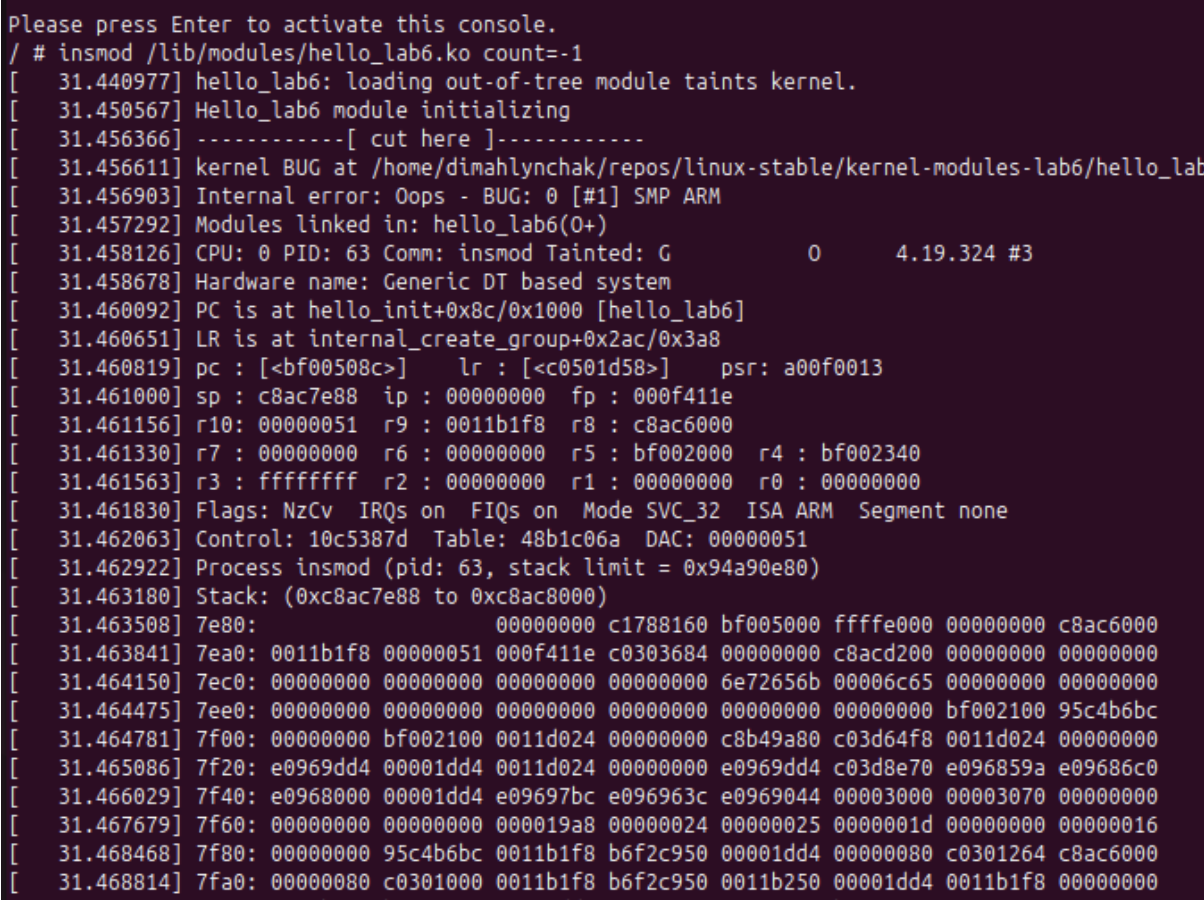 Please press Enter to activate this console.
/ # insmod /lib/modules/hello_lab6.ko count=-1
[   31.440977] hello_lab6: loading out-of-tree module taints kernel.
[   31.450567] Hello_lab6 module initializing
[   31.456366] ------------[ cut here ]------------
[   31.456611] kernel BUG at /home/dimahlynchak/repos/linux-stable/kernel-modules-lab6/hello_lab
[   31.456903] Internal error: Oops - BUG: 0 [#1] SMP ARM
[   31.457292] Modules linked in: hello_lab6(O+)
[   31.458126] CPU: 0 PID: 63 Comm: insmod Tainted: G           O      4.19.324 #3
[   31.458678] Hardware name: Generic DT based system
[   31.460092] PC is at hello_init+0x8c/0x1000 [hello_lab6]
[   31.460651] LR is at internal_create_group+0x2ac/0x3a8
[   31.460819] pc : [<bf00508c>]    lr : [<c0501d58>]    psr: a00f0013
[   31.461000] sp : c8ac7e88  ip : 00000000  fp : 000f411e
[   31.461156] r10: 00000051  r9 : 0011b1f8  r8 : c8ac6000
[   31.461330] r7 : 00000000  r6 : 00000000  r5 : bf002000  r4 : bf002340
[   31.461563] r3 : ffffffff  r2 : 00000000  r1 : 00000000  r0 : 00000000
[   31.461830] Flags: NzCv  IRQs on  FIQs on  Mode SVC_32  ISA ARM  Segment none
[   31.462063] Control: 10c5387d  Table: 48b1c06a  DAC: 00000051
[   31.462922] Process insmod (pid: 63, stack limit = 0x94a90e80)
[   31.463180] Stack: (0xc8ac7e88 to 0xc8ac8000)
[   31.463508] 7e80:                   00000000 c1788160 bf005000 ffffe000 00000000 c8ac6000
[   31.463841] 7ea0: 0011b1f8 00000051 000f411e c0303684 00000000 c8acd200 00000000 00000000
[   31.464150] 7ec0: 00000000 00000000 00000000 00000000 6e72656b 00006c65 00000000 00000000
[   31.464475] 7ee0: 00000000 00000000 00000000 00000000 00000000 00000000 bf002100 95c4b6bc
[   31.464781] 7f00: 00000000 bf002100 0011d024 00000000 c8b49a80 c03d64f8 0011d024 00000000
[   31.465086] 7f20: e0969dd4 00001dd4 0011d024 00000000 e0969dd4 c03d8e70 e096859a e09686c0
[   31.466029] 7f40: e0968000 00001dd4 e09697bc e096963c e0969044 00003000 00003070 00000000
[   31.467679] 7f60: 00000000 00000000 000019a8 00000024 00000025 0000001d 00000000 00000016
[   31.468468] 7f80: 00000000 95c4b6bc 0011b1f8 b6f2c950 00001dd4 00000080 c0301264 c8ac6000
[   31.468814] 7fa0: 00000080 c0301000 0011b1f8 b6f2c950 0011b250 00001dd4 0011b1f8 00000000